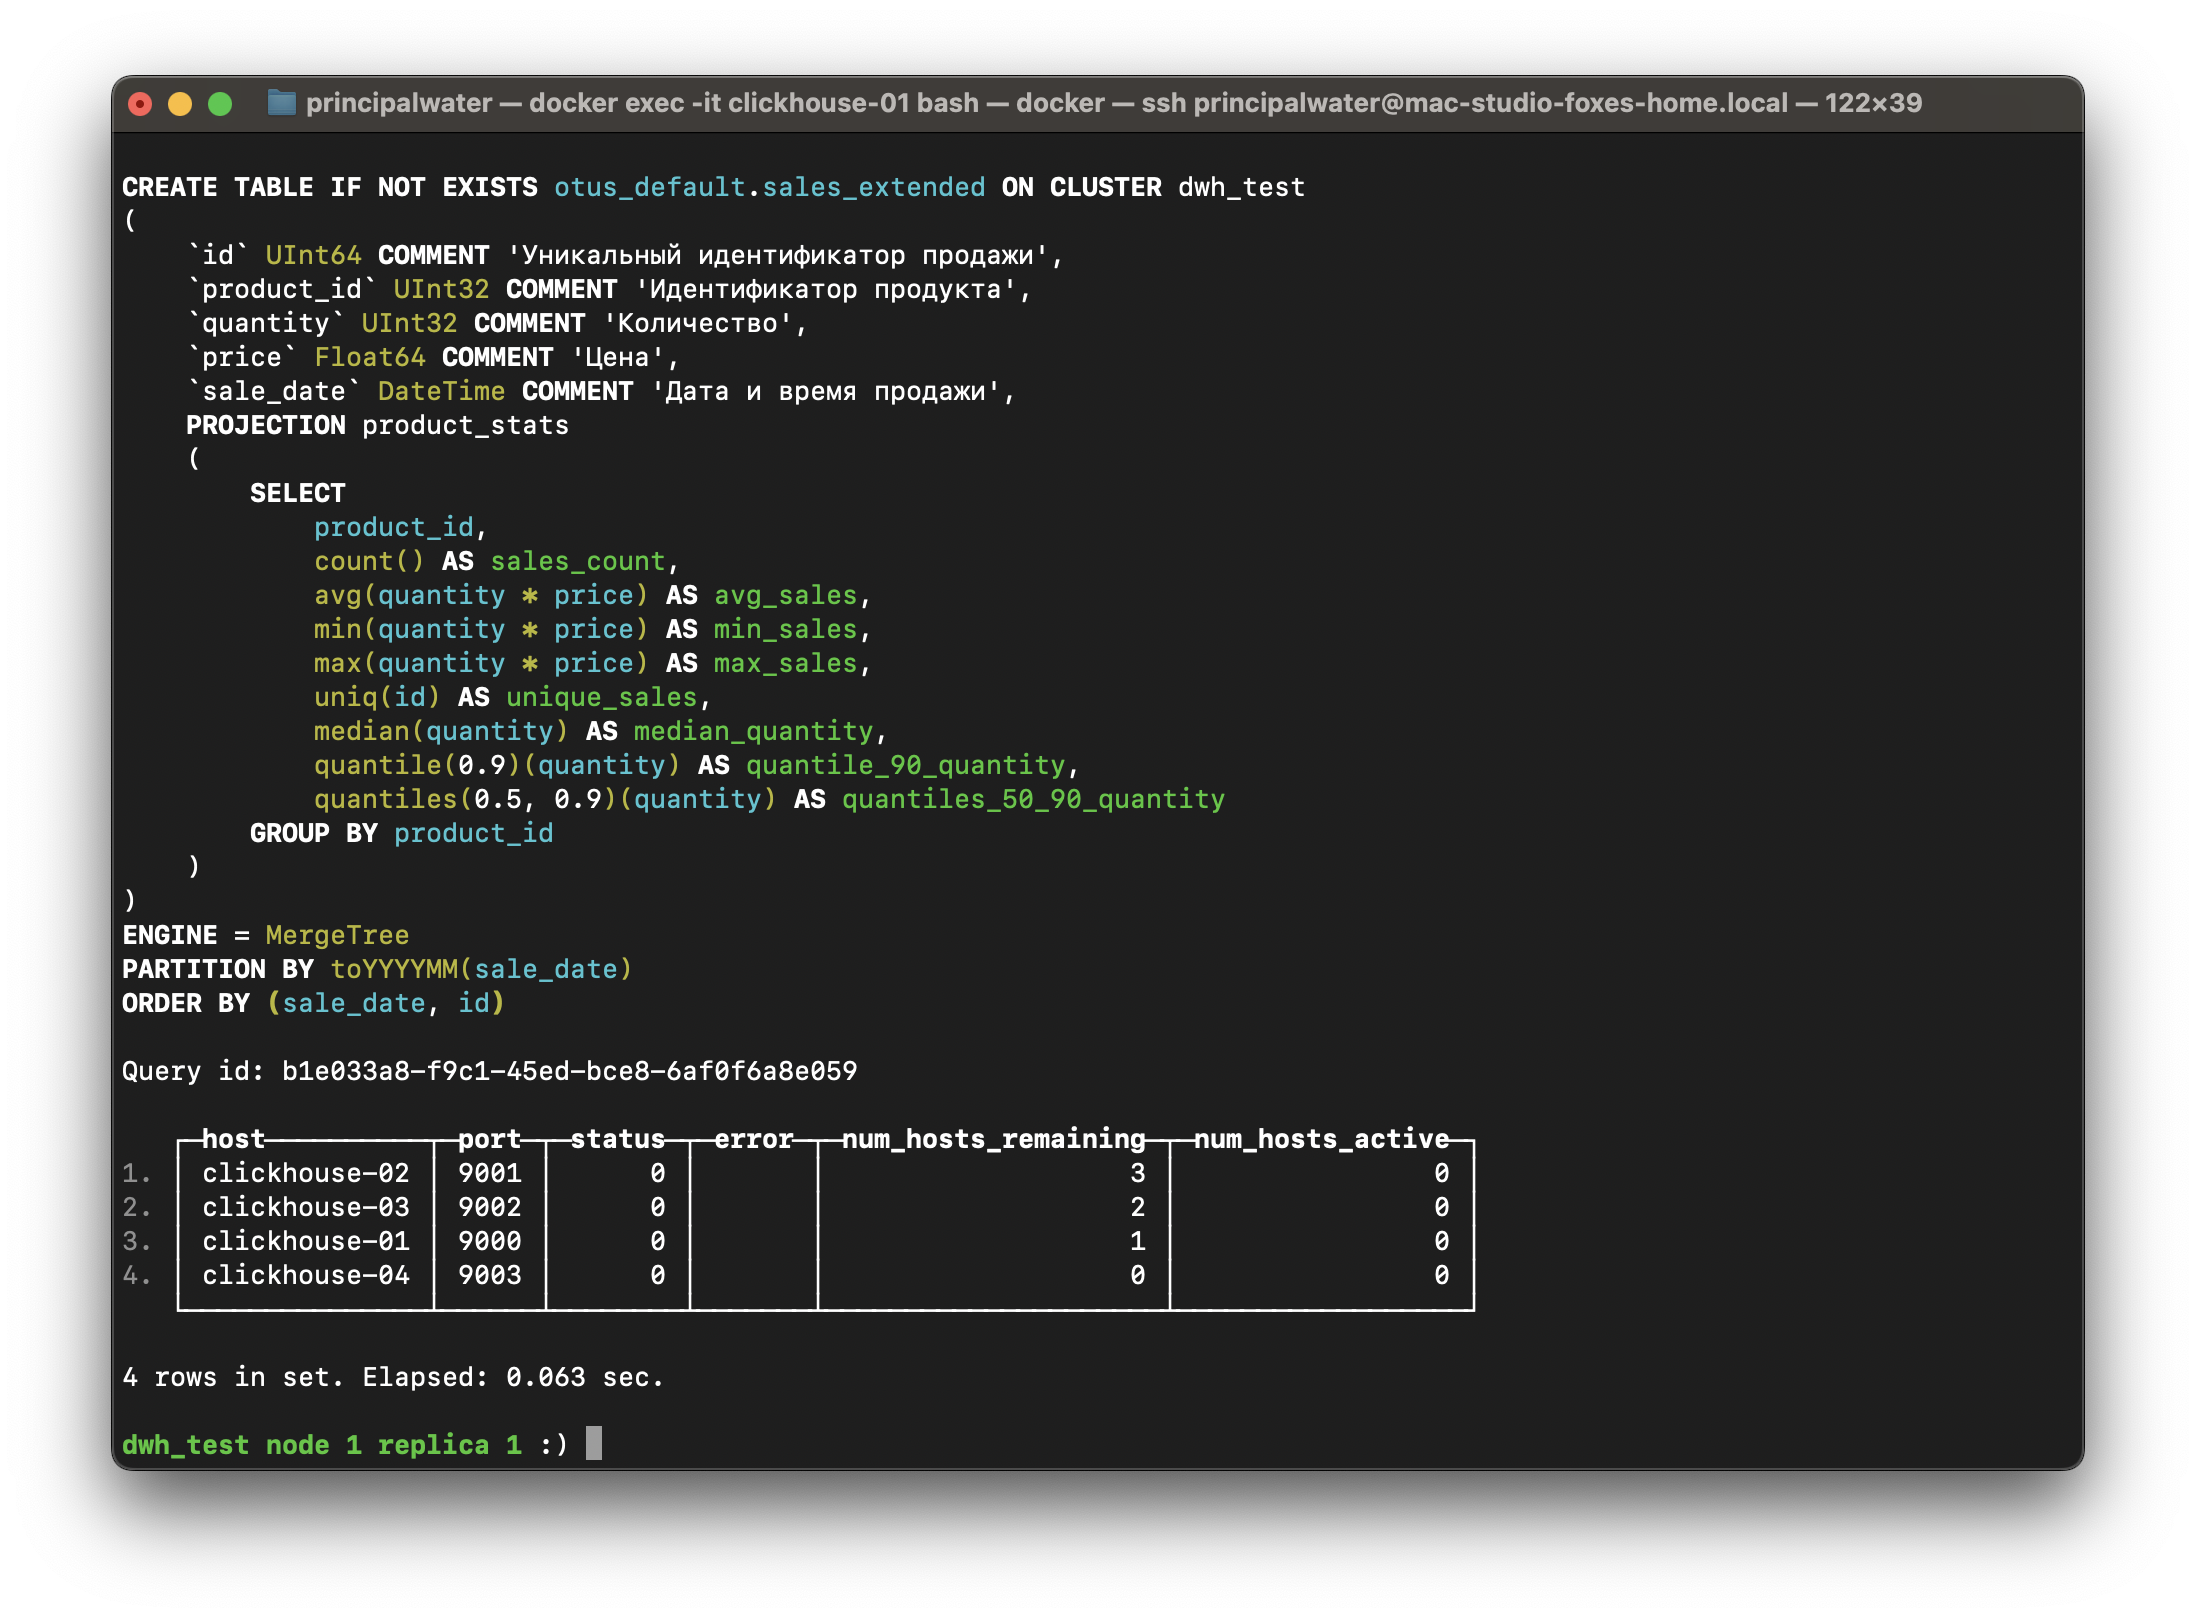 principalwater — docker exec -it clickhouse-01 bash — docker — ssh principalwater@mac-studio-foxes-home.local — 122×39
CREATE TABLE IF NOT EXISTS otus_default.sales_extended ON CLUSTER dwh_test
(
    `id` UInt64 COMMENT 'Уникальный идентификатор продажи',
    `product_id` UInt32 COMMENT 'Идентификатор продукта',
    `quantity` UInt32 COMMENT 'Количество',
    `price` Float64 COMMENT 'Цена',
    `sale_date` DateTime COMMENT 'Дата и время продажи',
    PROJECTION product_stats
    (
        SELECT
            product_id,
            count() AS sales_count,
            avg(quantity * price) AS avg_sales,
            min(quantity * price) AS min_sales,
            max(quantity * price) AS max_sales,
            uniq(id) AS unique_sales,
            median(quantity) AS median_quantity,
            quantile(0.9)(quantity) AS quantile_90_quantity,
            quantiles(0.5, 0.9)(quantity) AS quantiles_50_90_quantity
        GROUP BY product_id
    )
)
ENGINE = MergeTree
PARTITION BY toYYYYMM(sale_date)
ORDER BY (sale_date, id)
Query id: b1e033a8-f9c1-45ed-bce8-6af0f6a8e059
host port status error num_hosts_remaining num_hosts_active
1. clickhouse-02 9001 0 3 0
2. clickhouse-03 9002 0 2 0
3. clickhouse-01 9000 0 1 0
4. clickhouse-04 9003 0 0 0
4 rows in set. Elapsed: 0.063 sec.
dwh_test node 1 replica 1 :)